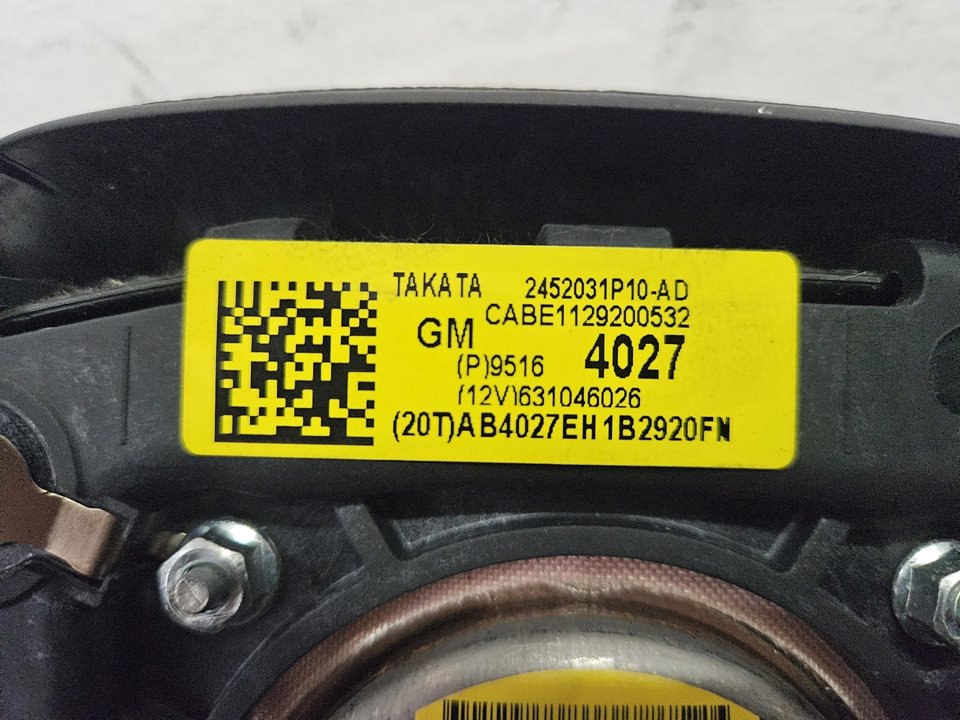 TAKATA 2452031P10-AD
CABE1129200532
GM
(P)9516 4027
(12V)631046026
(20T)AB4027EH1B2920FN